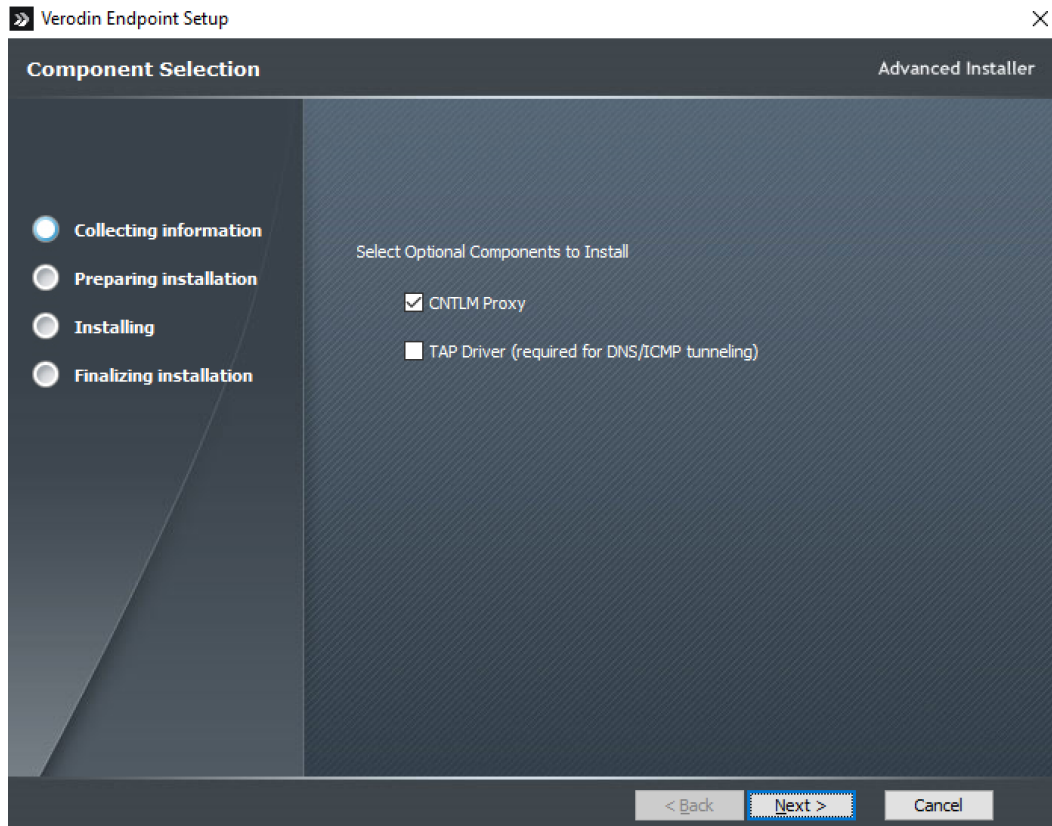 Verodin Endpoint Setup
Component Selection
Advanced Installer
Collecting information
Preparing installation
Installing
Finalizing installation
Select Optional Components to Install
CNTLM Proxy
TAP Driver (required for DNS/ICMP tunneling)
< Back
Next >
Cancel